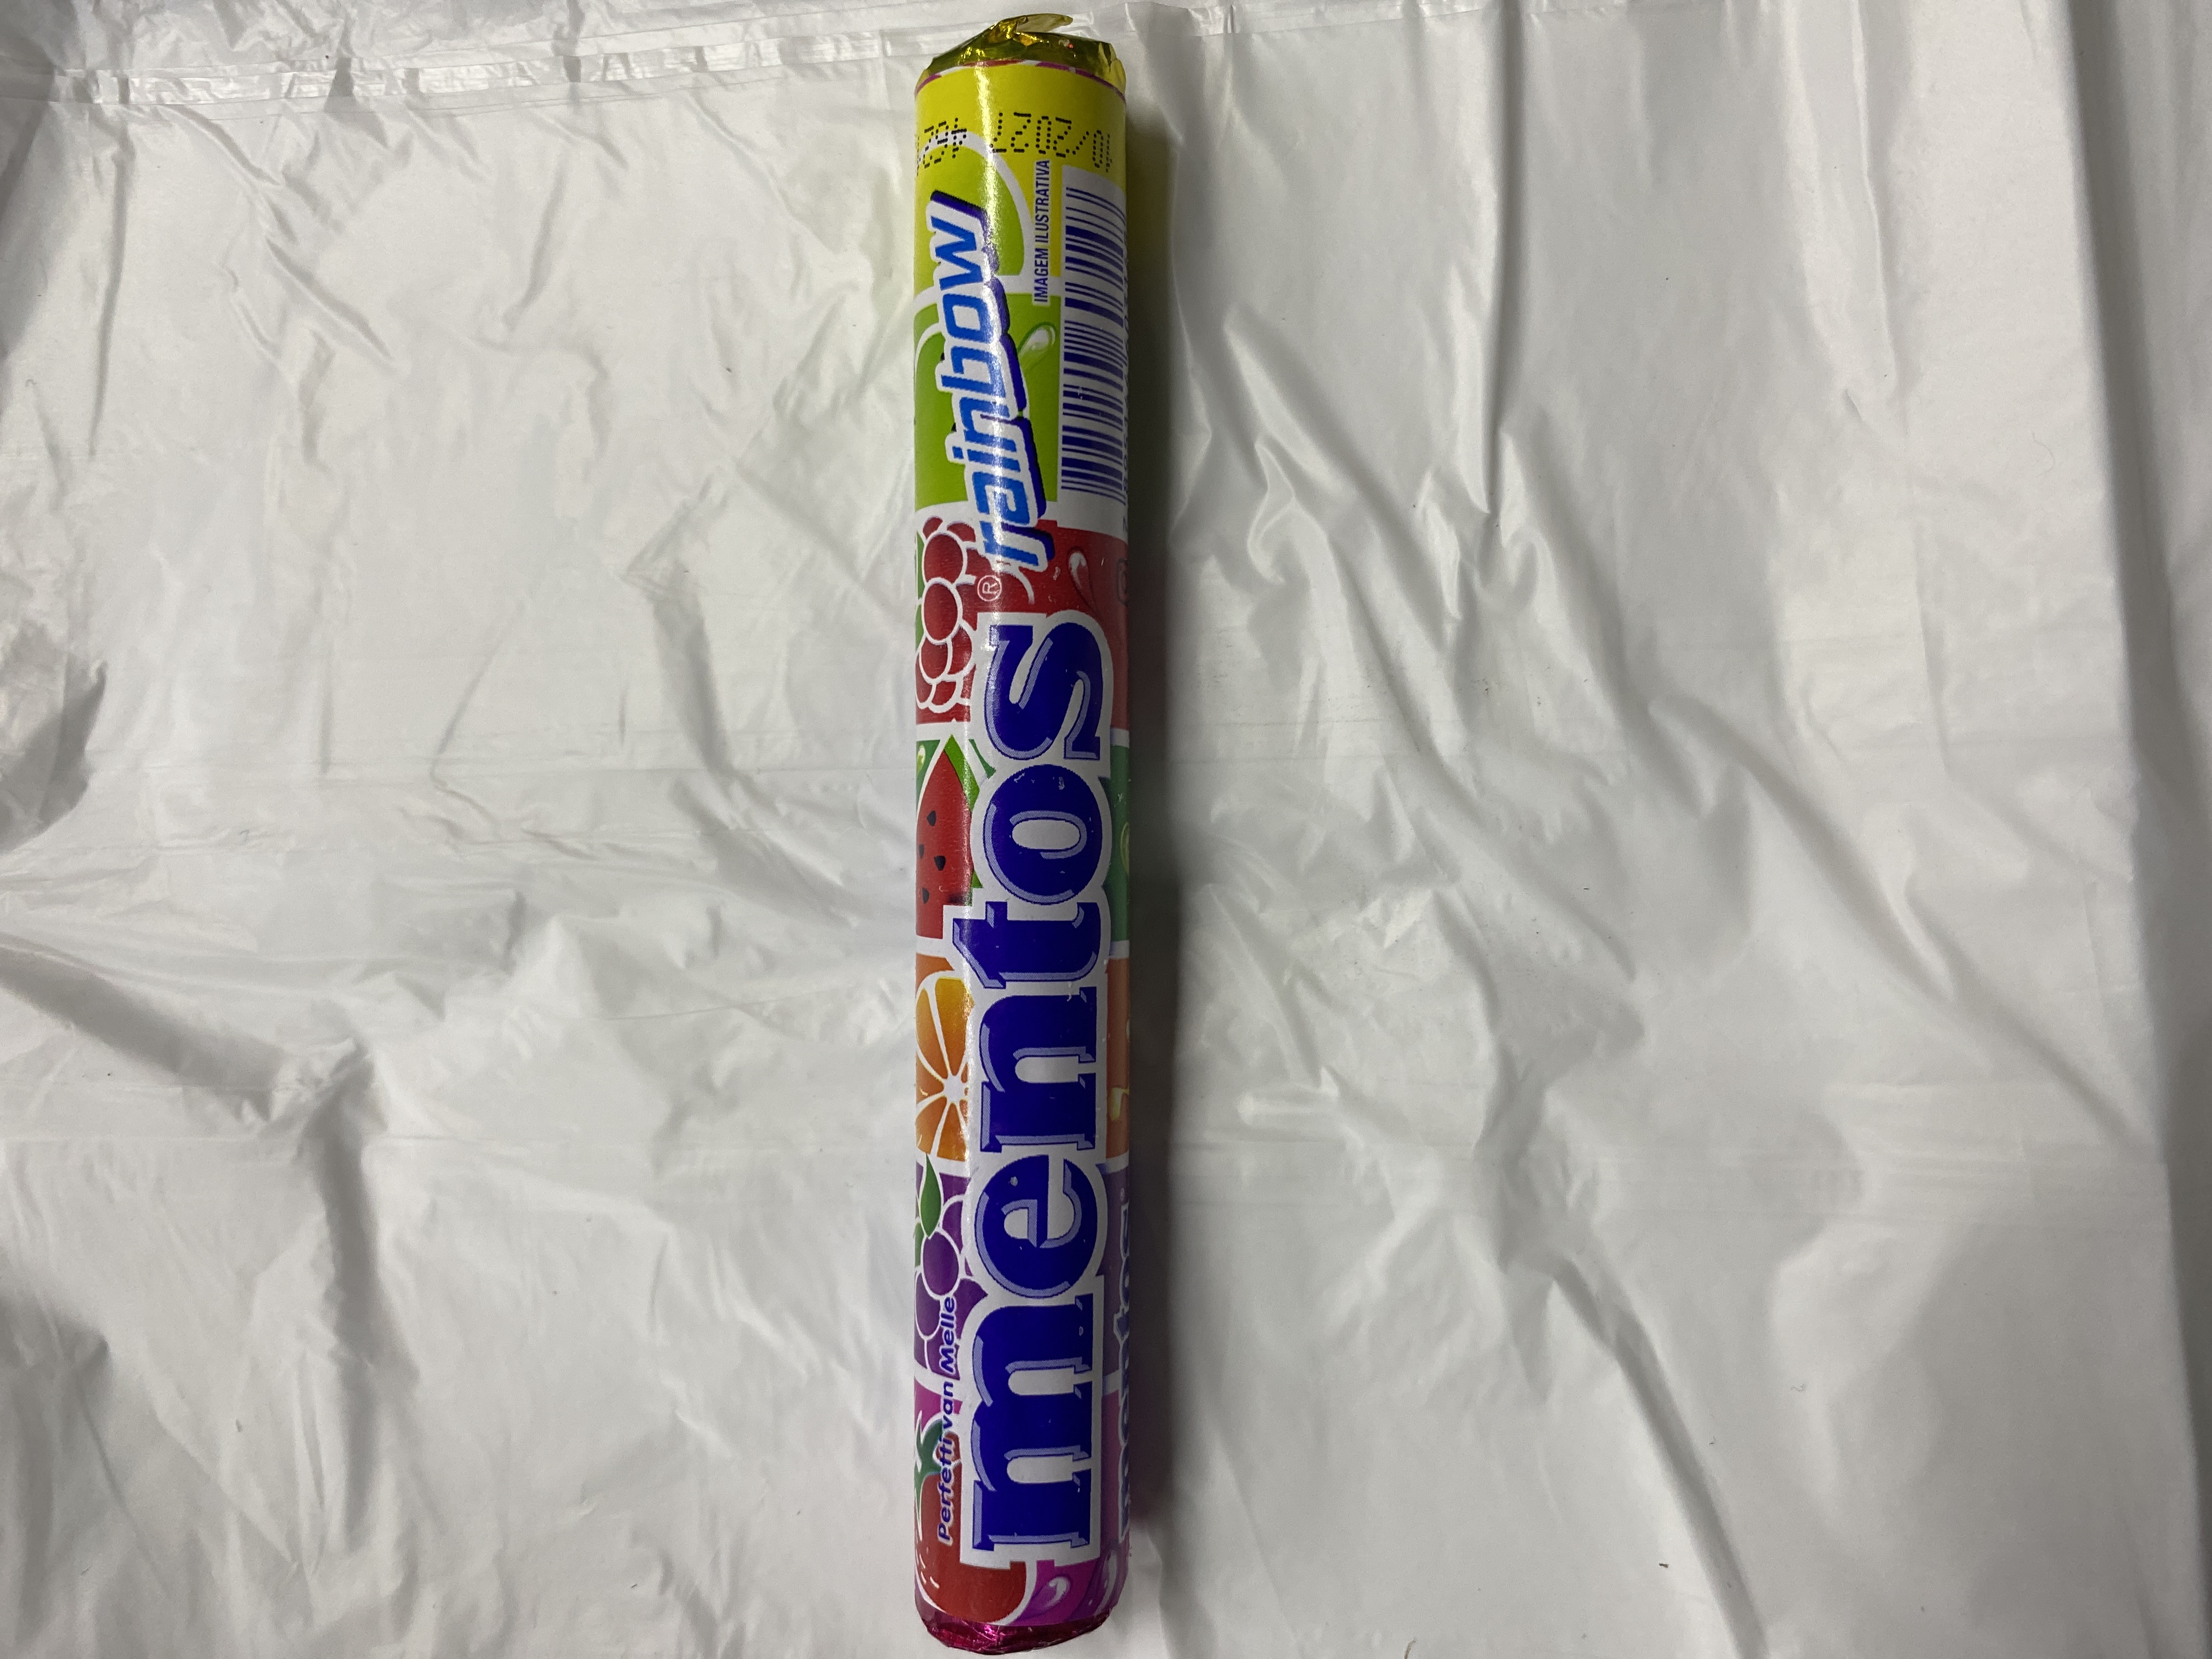 mentos® rainbow
Perfetti van Melle
IMAGEM ILUSTRATIVA
10/2027